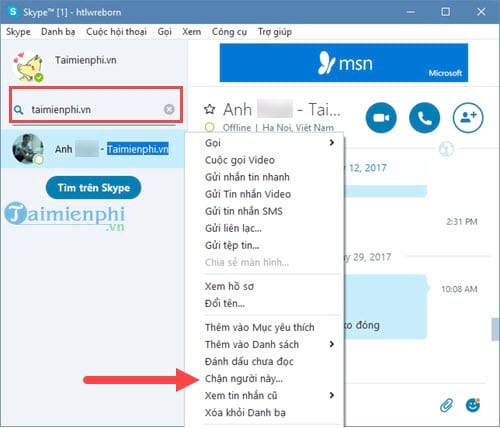 Skype™ [1] - htlwreborn
Skype Danh bạ Cuộc hội thoại Gọi Xem Công cụ Trợ giúp
Taimienphi.vn
msn
Microsoft
taimienphi.vn
Anh - Tai...
Offline | Ha Noi, Việt Nam
Anh - Taimienphi.vn
Tìm trên Skype
Taimienphi
.vn
Gọi
Cuộc gọi Video
Gửi nhắn tin nhanh
Gửi Tin nhắn Video
Gửi tin nhắn SMS
Gửi liên lạc...
Gửi tệp tin...
Chia sẻ màn hình...
Xem hồ sơ
Đổi tên...
Thêm vào Mục yêu thích
Thêm vào Danh sách
Đánh dấu chưa đọc
Chặn người này...
Xem tin nhắn cũ
Xóa khỏi Danh bạ
12, 2017
2:31 PM
29, 2017
10:08 AM
đóng